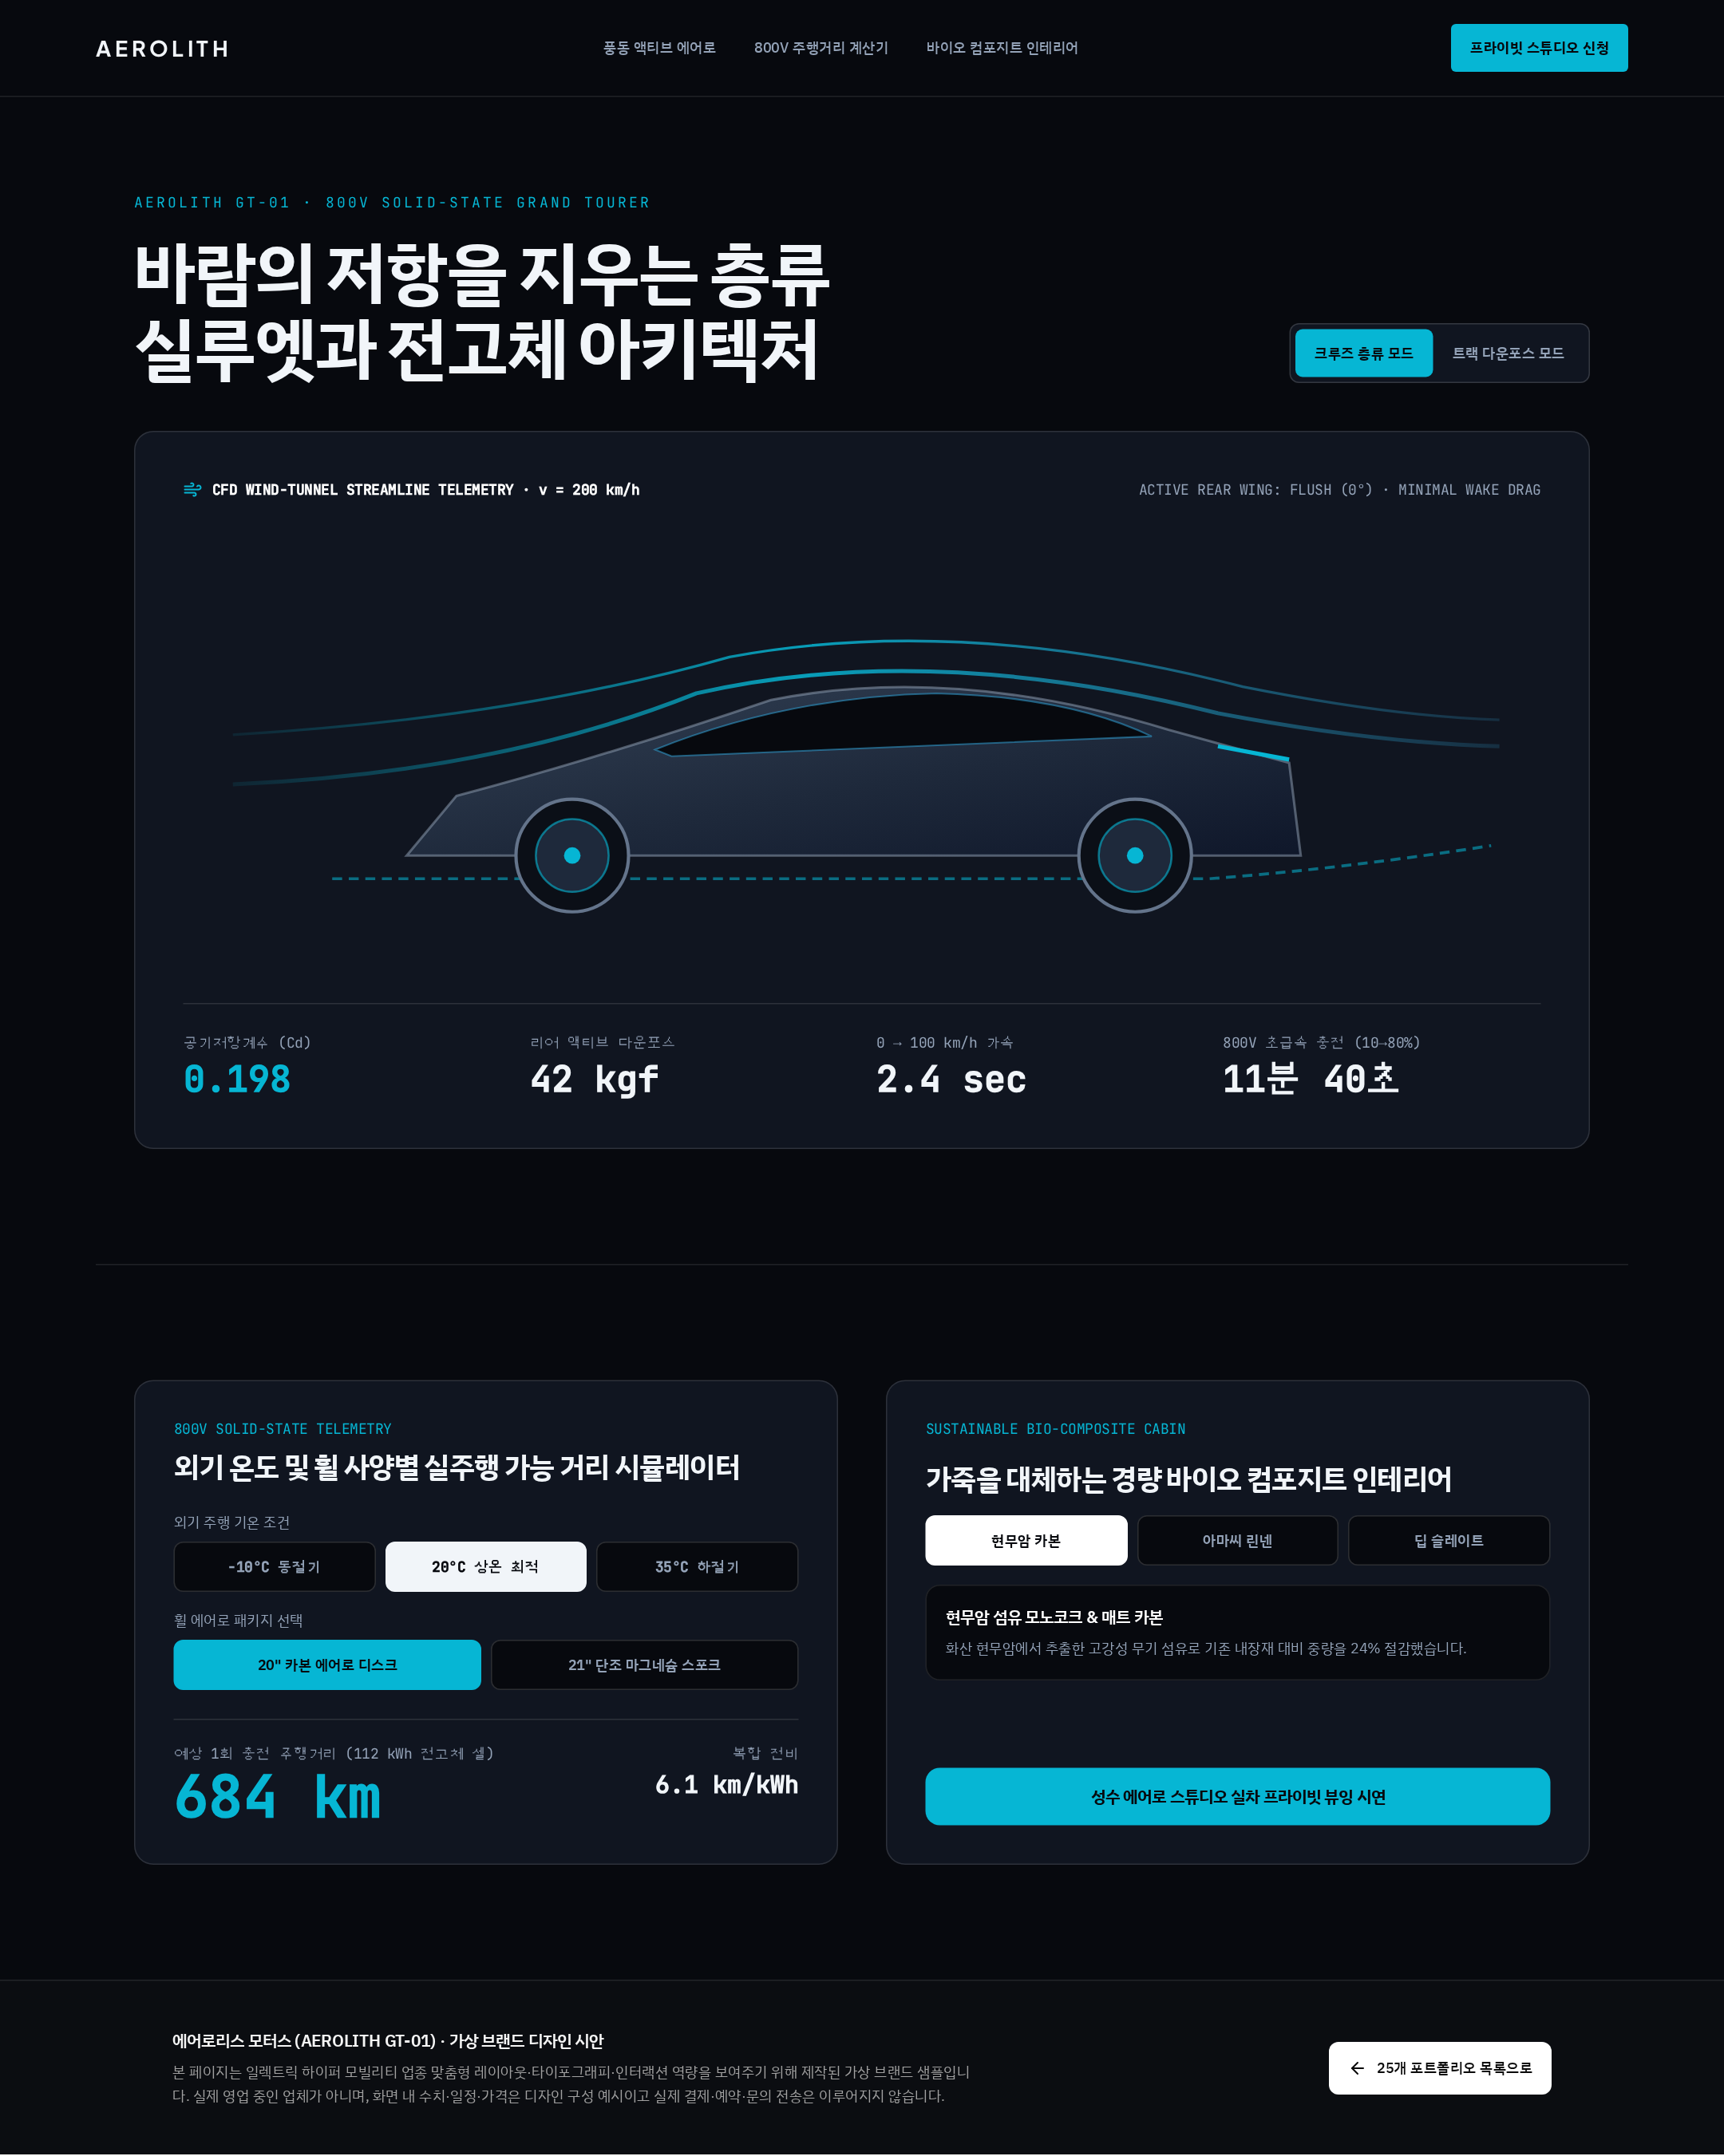 AEROLITH
풍동 액티브 에어로
800V 주행거리 계산기
바이오 컴포지트 인테리어
프라이빗 스튜디오 신청
AEROLITH GT-01 · 800V SOLID-STATE GRAND TOURER
바람의 저항을 지우는 층류
실루엣과 전고체 아키텍처
크루즈 층류 모드
트랙 다운포스 모드
CFD WIND-TUNNEL STREAMLINE TELEMETRY · v = 200 km/h
ACTIVE REAR WING: FLUSH (0°) · MINIMAL WAKE DRAG
공기저항계수 (Cd)
0.198
리어 액티브 다운포스
42 kgf
0 → 100 km/h 가속
2.4 sec
800V 초급속 충전 (10→80%)
11분 40초
800V SOLID-STATE TELEMETRY
외기 온도 및 휠 사양별 실주행 가능 거리 시뮬레이터
외기 주행 기온 조건
-10°C 동절기
20°C 상온 최적
35°C 하절기
휠 에어로 패키지 선택
20" 카본 에어로 디스크
21" 단조 마그네슘 스포크
예상 1회 충전 주행거리 (112 kWh 전고체 셀)
684 km
복합 전비
6.1 km/kWh
SUSTAINABLE BIO-COMPOSITE CABIN
가죽을 대체하는 경량 바이오 컴포지트 인테리어
현무암 카본
아마씨 린넨
딥 슬레이트
현무암 섬유 모노코크 & 매트 카본
화산 현무암에서 추출한 고강성 무기 섬유로 기존 내장재 대비 중량을 24% 절감했습니다.
성수 에어로 스튜디오 실차 프라이빗 뷰잉 시연
에어로리스 모터스 (AEROLITH GT-01) · 가상 브랜드 디자인 시안
본 페이지는 일렉트릭 하이퍼 모빌리티 업종 맞춤형 레이아웃·타이포그래피·인터랙션 역량을 보여주기 위해 제작된 가상 브랜드 샘플입니
다. 실제 영업 중인 업체가 아니며, 화면 내 수치·일정·가격은 디자인 구성 예시이고 실제 결제·예약·문의 전송은 이루어지지 않습니다.
← 25개 포트폴리오 목록으로